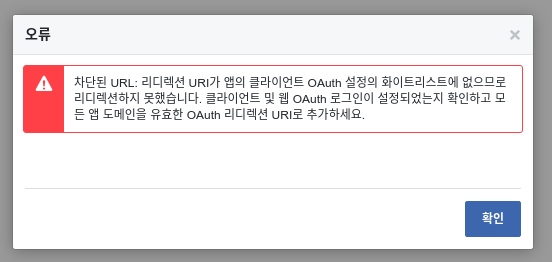 오류
×
차단된 URL: 리디렉션 URI가 앱의 클라이언트 OAuth 설정의 화이트리스트에 없으므로
리디렉션하지 못했습니다. 클라이언트 및 웹 OAuth 로그인이 설정되었는지 확인하고 모
든 앱 도메인을 유효한 OAuth 리디렉션 URI로 추가하세요.
확인